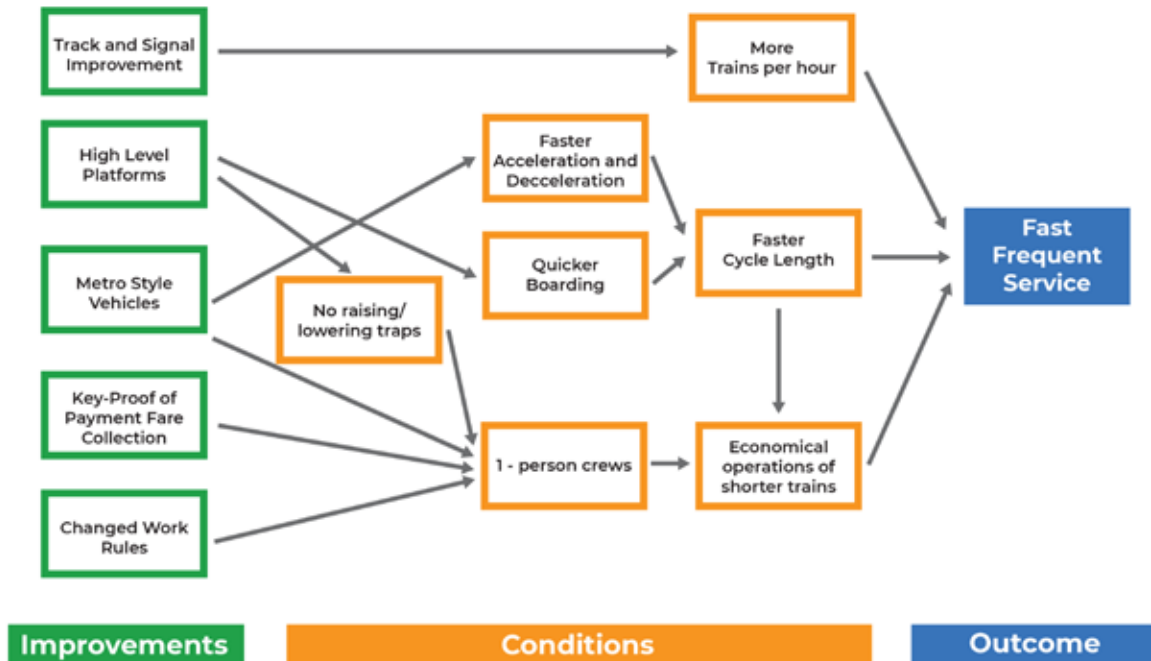 Track and Signal
Improvement
More
Trains per hour
High Level
Platforms
Faster
Acceleration and
Decceleration
Metro Style
Vehicles
No raising/
lowering traps
Quicker
Boarding
Faster
Cycle Length
Fast
Frequent
Service
Key-Proof of
Payment Fare
Collection
1 - person crews
Economical
operations of
shorter trains
Changed Work
Rules
Improvements
Conditions
Outcome